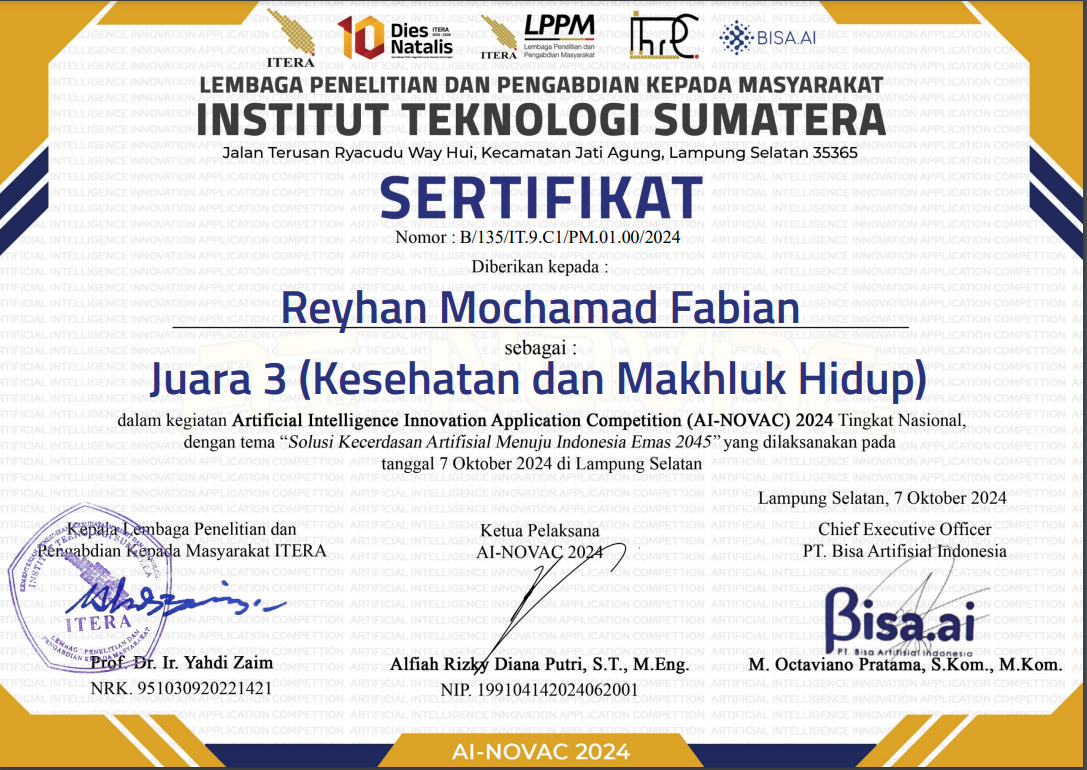 ITERA
10 Dies Natalis ITERA
ITERA
LPPM
Lembaga Penelitian dan
Pengabdian Masyarakat
BISA.AI
LEMBAGA PENELITIAN DAN PENGABDIAN KEPADA MASYARAKAT
INSTITUT TEKNOLOGI SUMATERA
Jalan Terusan Ryacudu Way Hui, Kecamatan Jati Agung, Lampung Selatan 35365
SERTIFIKAT
Nomor : B/135/IT.9.C1/PM.01.00/2024
Diberikan kepada :
Reyhan Mochamad Fabian
sebagai :
Juara 3 (Kesehatan dan Makhluk Hidup)
dalam kegiatan Artificial Intelligence Innovation Application Competition (AI-NOVAC) 2024 Tingkat Nasional,
dengan tema “Solusi Kecerdasan Artifisial Menuju Indonesia Emas 2045” yang dilaksanakan pada
tanggal 7 Oktober 2024 di Lampung Selatan
Lampung Selatan, 7 Oktober 2024
Kepala Lembaga Penelitian dan
Pengabdian Kepada Masyarakat ITERA
ITERA
Prof. Dr. Ir. Yahdi Zaim
NRK. 951030920221421
Ketua Pelaksana
AI-NOVAC 2024
Alfiah Rizky Diana Putri, S.T., M.Eng.
NIP. 199104142024062001
Chief Executive Officer
PT. Bisa Artifisial Indonesia
Bisa.ai
PT. Bisa Artifisial Indonesia
M. Octaviano Pratama, S.Kom., M.Kom.
AI-NOVAC 2024